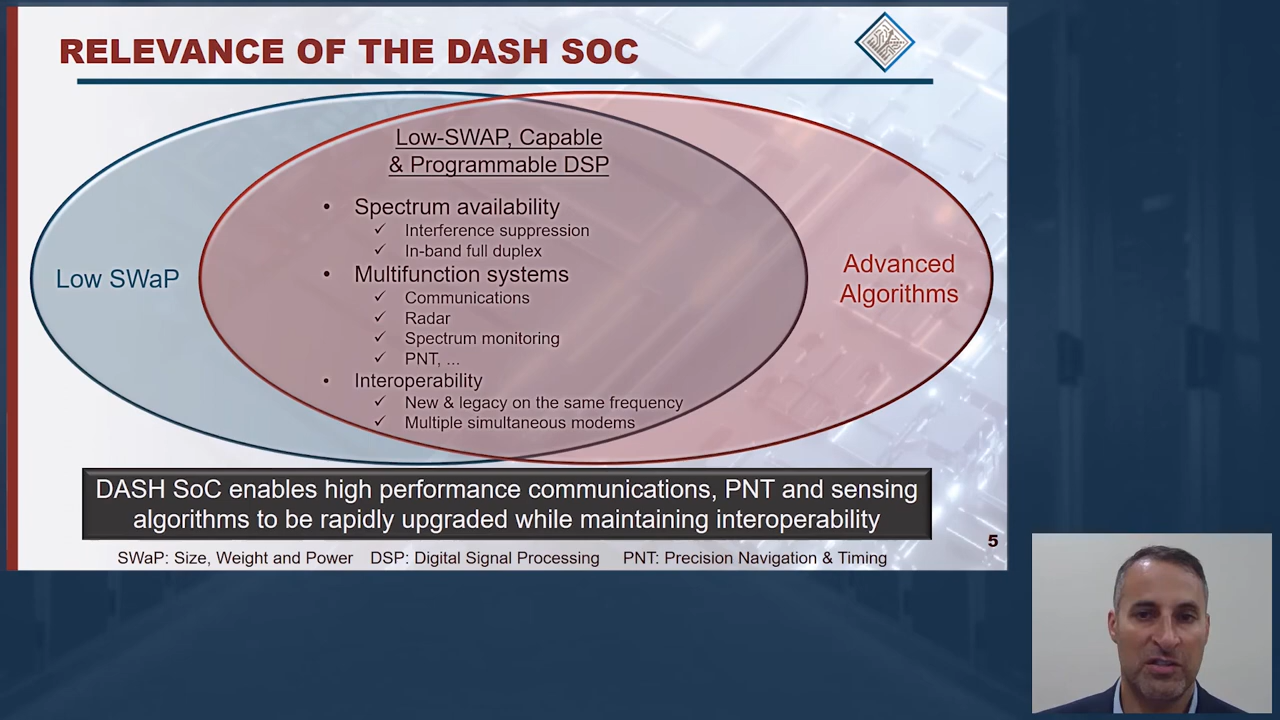 RELEVANCE OF THE DASH SOC
Low-SWAP, Capable
& Programmable DSP
• Spectrum availability
✓ Interference suppression
✓ In-band full duplex
• Multifunction systems
✓ Communications
✓ Radar
✓ Spectrum monitoring
✓ PNT, ...
• Interoperability
✓ New & legacy on the same frequency
✓ Multiple simultaneous modems
Low SWaP
Advanced
Algorithms
DASH SoC enables high performance communications, PNT and sensing
algorithms to be rapidly upgraded while maintaining interoperability
5
SWaP: Size, Weight and Power DSP: Digital Signal Processing PNT: Precision Navigation & Timing